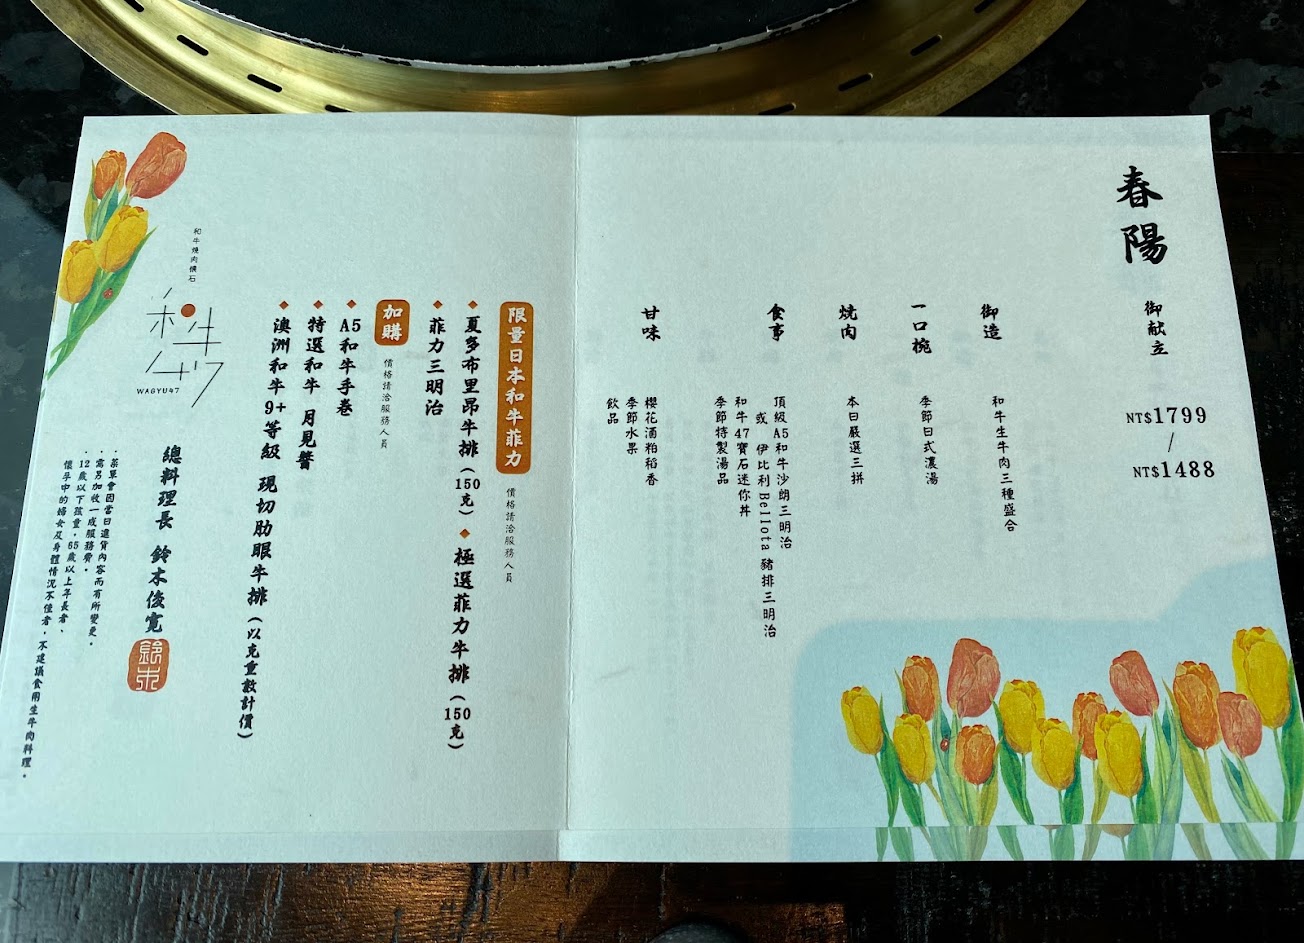 春陽
御献立
NT$1799
/
NT$1488
御造
和牛生牛肉三種盛合
一口椀
季節日式濃湯
焼肉
本日嚴選三拼
食事
頂級A5和牛沙朗三明治
或 伊比利Bellota豬排三明治
和牛47寶石迷你丼
季節特製湯品
甘味
櫻花酒粕稻香
季節水果
飲品
限量日本和牛菲力
價格請洽服務人員
夏多布里昂牛排(150克)
極選菲力牛排(150克)
菲力三明治
加購
價格請洽服務人員
A5和牛手卷
特選和牛 月見醬
澳洲和牛9+等級 現切肋眼牛排(以克重數計價)
和牛燒肉懷石
和牛47
WAGYU47
總料理長 鈴木俊寬
鈴木
·菜單會因當日進貨內容而有所變更。
·需另加收一成服務費。
·12歲以下孩童,65歲以上年長者、
懷孕中的婦女及身體情況不佳者,不建議食用生牛肉料理。